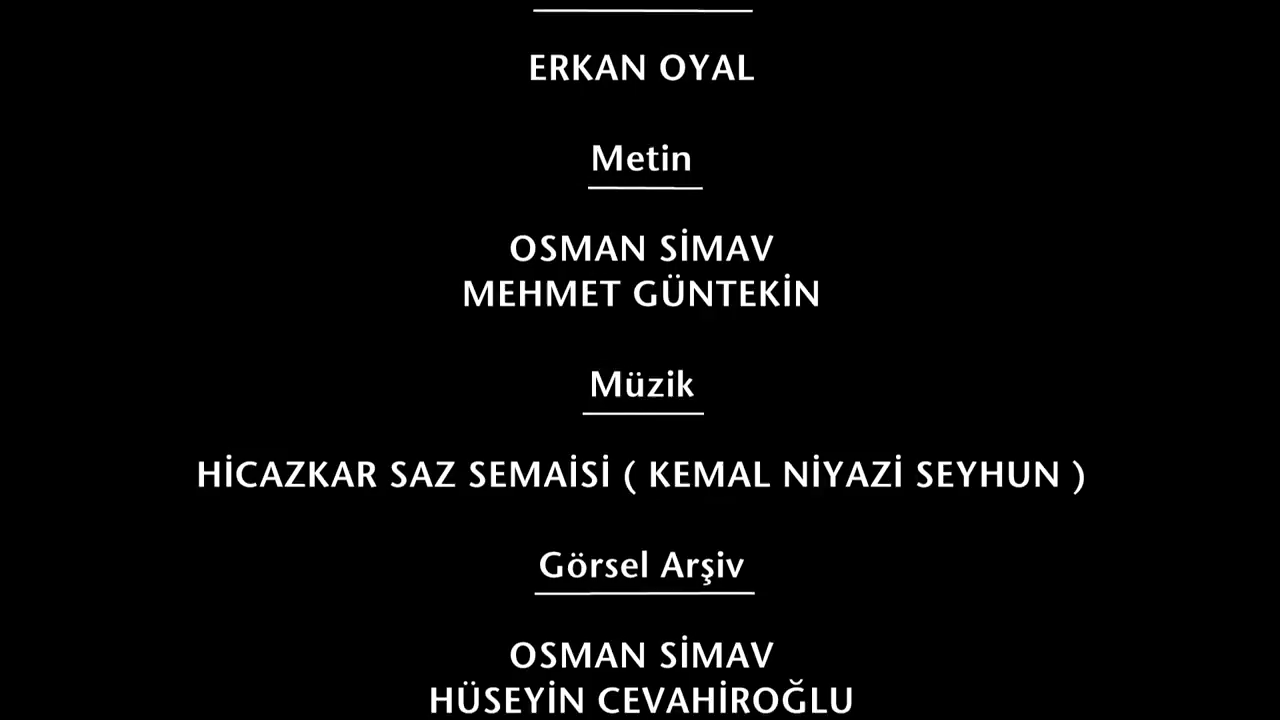 ERKAN OYAL
Metin
OSMAN SİMAV
MEHMET GÜNTEKİN
Müzik
HİCAZKAR SAZ SEMAİSİ ( KEMAL NİYAZİ SEYHUN )
Görsel Arşiv
OSMAN SİMAV
HÜSEYİN CEVAHİROĞLU